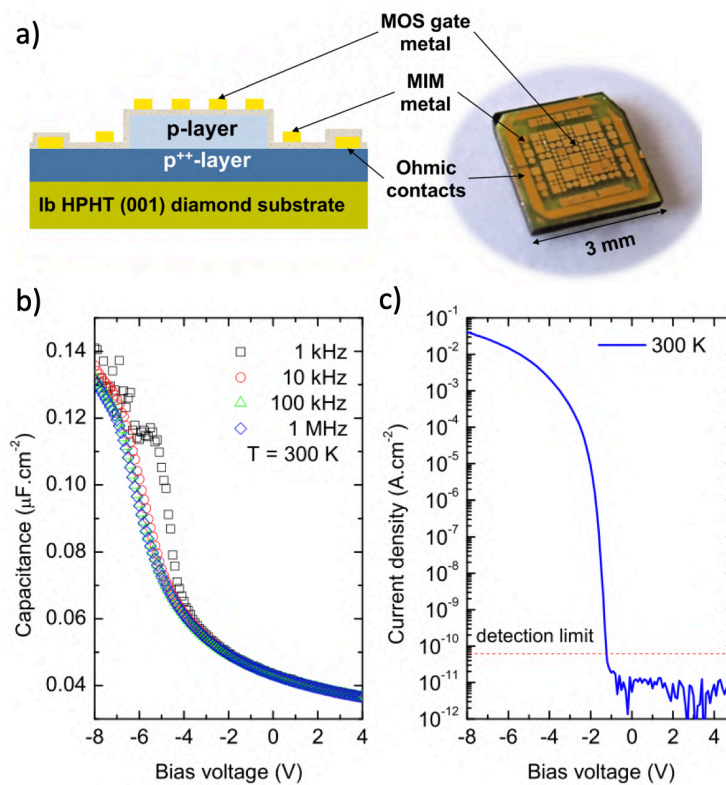 a)
MOS gate
metal
MIM
metal
Ohmic
contacts
p-layer
p++-layer
Ib HPHT (001) diamond substrate
3 mm
b)
0.14
0.12
0.10
0.08
0.06
0.04
Capacitance (µF.cm-2)
1 kHz
10 kHz
100 kHz
1 MHz
T = 300 K
-8 -6 -4 -2 0 2 4
Bias voltage (V)
c)
10-1
10-2
10-3
10-4
10-5
10-6
10-7
10-8
10-9
10-10
10-11
10-12
Current density (A.cm-2)
300 K
detection limit
-8 -6 -4 -2 0 2 4
Bias voltage (V)